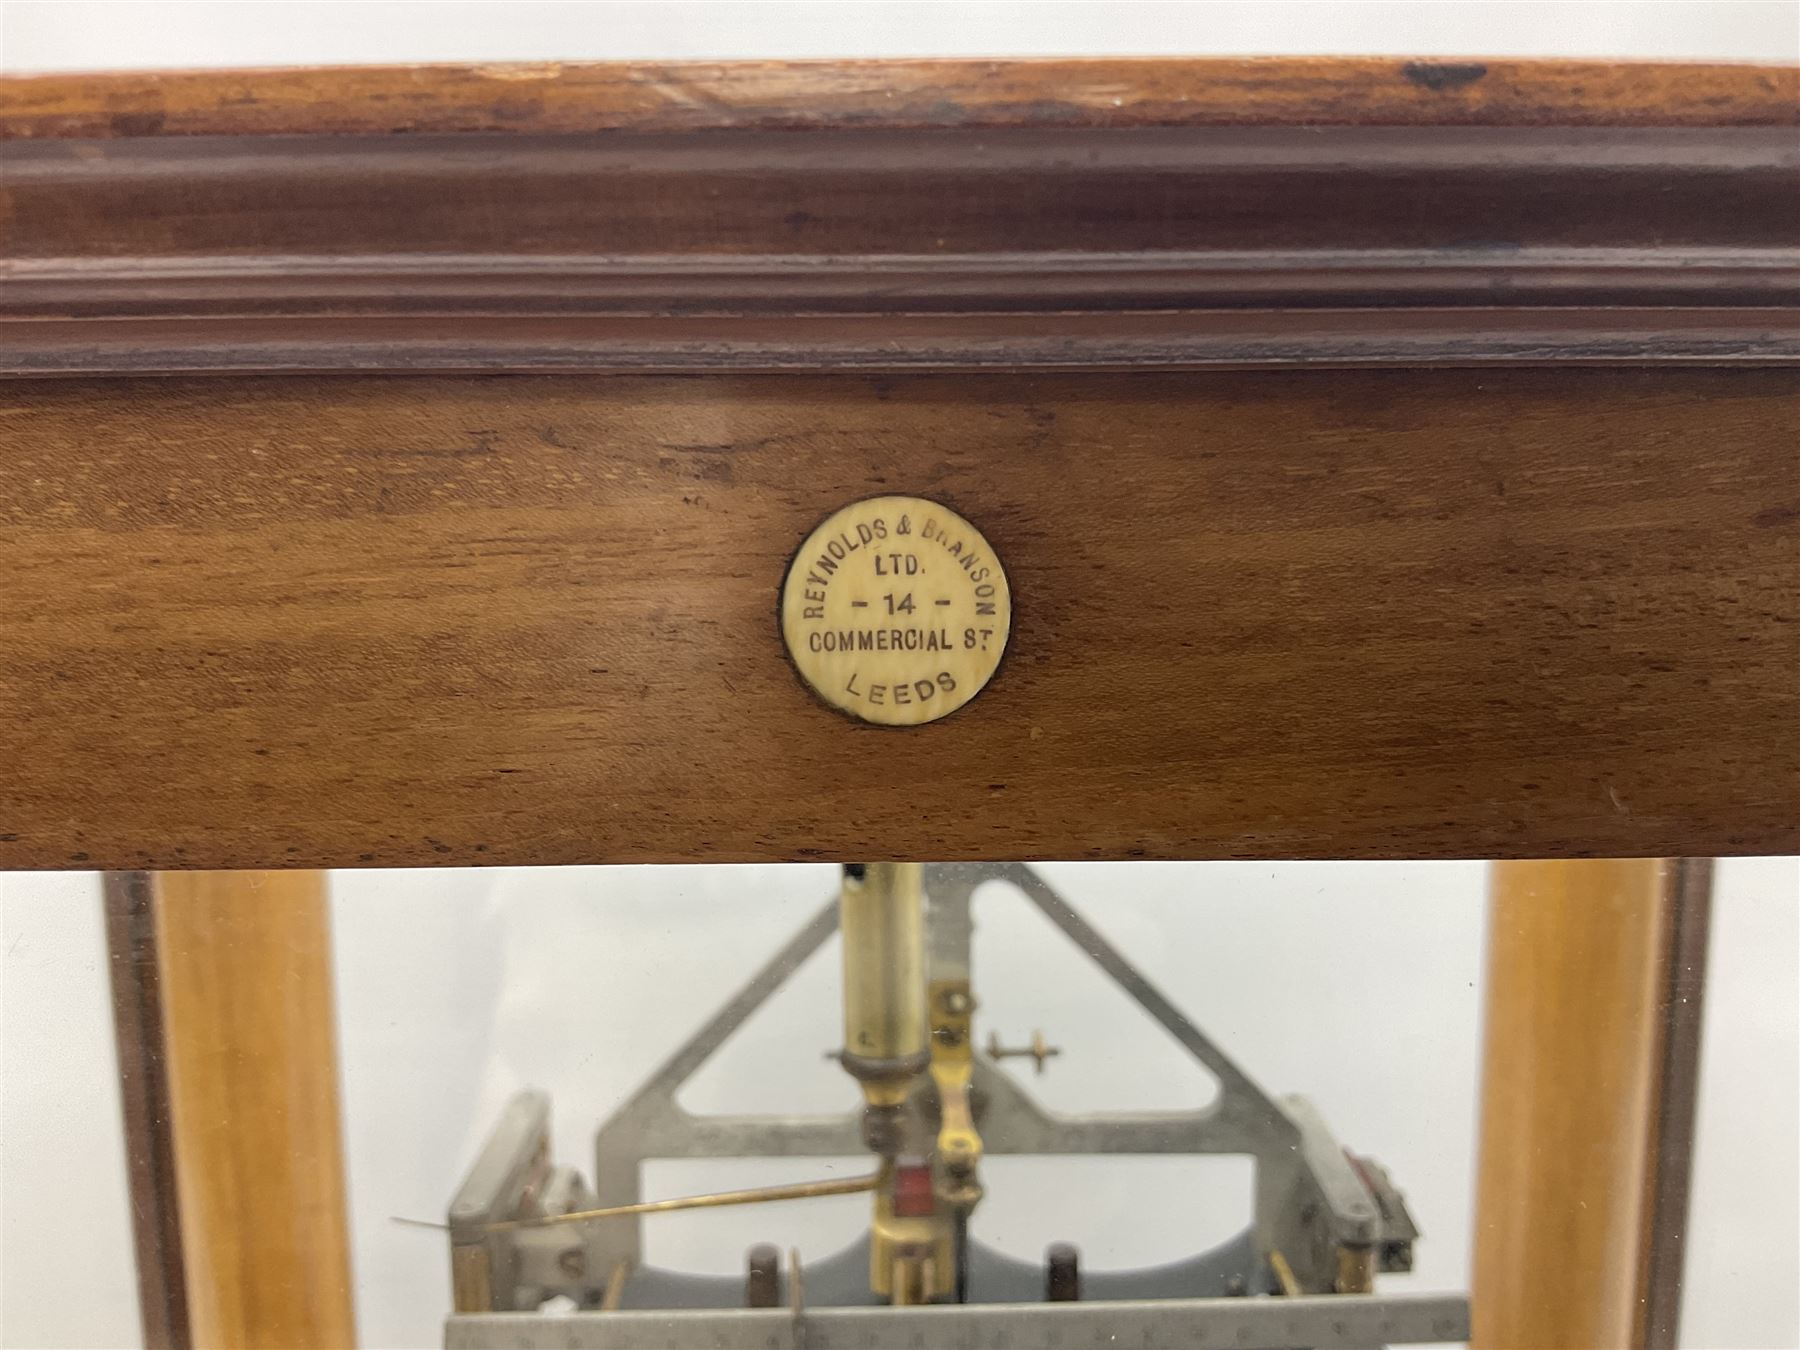 REYNOLDS & BRANSON
LTD.
- 14 -
COMMERCIAL ST.
LEEDS